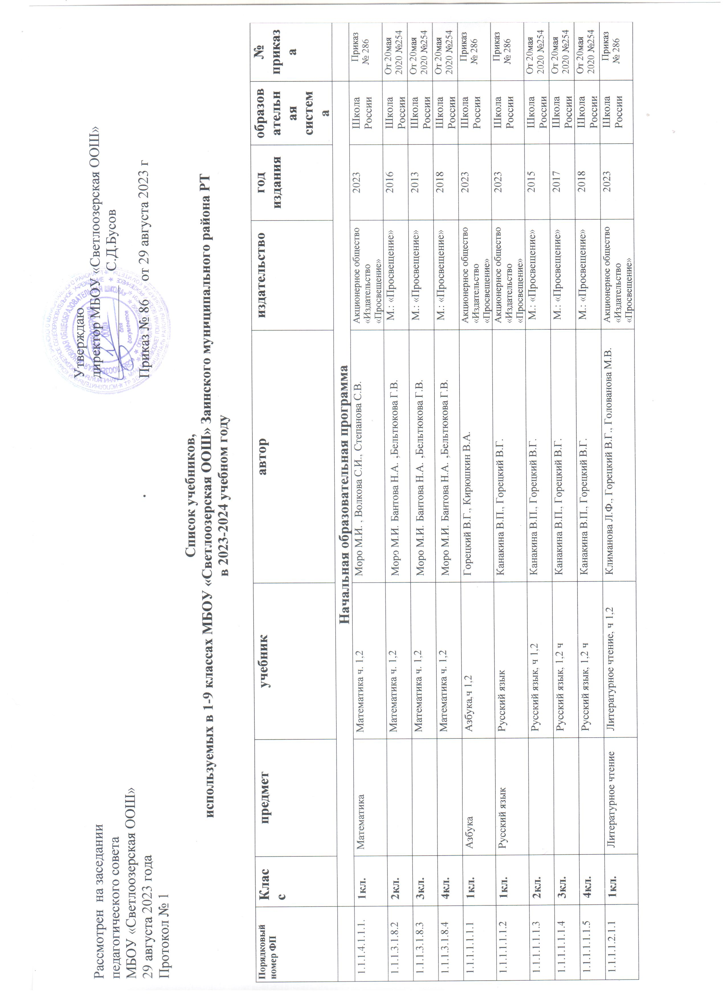 Рассмотрен на заседании
педагогического совета
МБОУ «Светлоозерская ООШ»
29 августа 2023 года
Протокол № 1
Утверждаю
директор МБОУ «Светлоозерская ООШ»
С.Д.Бусов
Приказ № 86 от 29 августа 2023 г
для
документов
Список учебников,
используемых в 1-9 классах МБОУ «Светлоозерская ООШ» Заинского муниципального района РТ
в 2023-2024 учебном году
Порядковый номер ФП Класс предмет учебник автор издательство год издания образовательная система № приказа
Начальная образовательная программа
1.1.1.4.1.1.1. 1кл. Математика Математика ч. 1,2 Моро М.И. , Волкова С.И., Степанова С.В. Акционерное общество «Издательство «Просвещение» 2023 Школа России Приказ № 286
1.1.1.3.1.8.2 2кл. Математика ч. 1,2 Моро М.И. Бантова Н.А. ,Бельтюкова Г.В. М.: «Просвещение» 2016 Школа России От 20мая 2020 №254
1.1.1.3.1.8.3 3кл. Математика ч. 1,2 Моро М.И. Бантова Н.А. ,Бельтюкова Г.В. М.: «Просвещение» 2013 Школа России От 20мая 2020 №254
1.1.1.3.1.8.4 4кл. Математика ч. 1,2 Моро М.И. Бантова Н.А. ,Бельтюкова Г.В. М.: «Просвещение» 2018 Школа России От 20мая 2020 №254
1.1.1.1.1.1.1 1кл. Азбука Азбука,ч 1,2 Горецкий В.Г., Кирюшкин В.А. Акционерное общество «Издательство «Просвещение» 2023 Школа России Приказ № 286
1.1.1.1.1.1.2 1кл. Русский язык Русский язык Канакина В.П., Горецкий В.Г. Акционерное общество «Издательство «Просвещение» 2023 Школа России Приказ № 286
1.1.1.1.1.1.3 2кл. Русский язык, ч 1,2 Канакина В.П., Горецкий В.Г. М.: «Просвещение» 2015 Школа России От 20мая 2020 №254
1.1.1.1.1.1.4 3кл. Русский язык, 1,2 ч Канакина В.П., Горецкий В.Г. М.: «Просвещение» 2017 Школа России От 20мая 2020 №254
1.1.1.1.1.1.5 4кл. Русский язык, 1,2 ч Канакина В.П., Горецкий В.Г. М.: «Просвещение» 2018 Школа России От 20мая 2020 №254
1.1.1.1.2.1.1 1кл. Литературное чтение Литературное чтение, ч 1,2 Климанова Л.Ф., Горецкий В.Г., Голованова М.В. Акционерное общество «Издательство «Просвещение» 2023 Школа России Приказ № 286